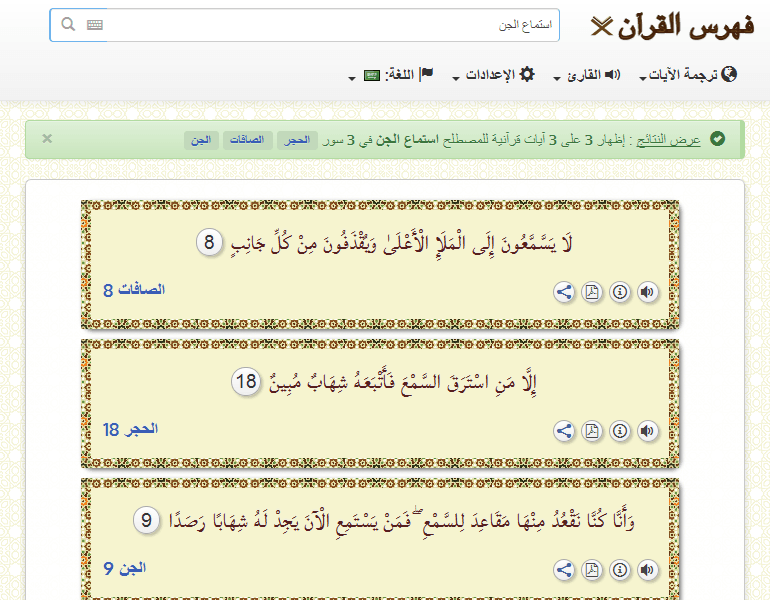 فهرس القرآن
استماع الجن
ترجمة الآيات
القارئ
الإعدادات
اللغة:
عرض النتائج : إظهار 3 على 3 آيات قرآنية للمصطلح استماع الجن في 3 سور الحجر الصافات الجن ×
لَا يَسَّمَّعُونَ إِلَى الْمَلَإِ الْأَعْلَىٰ وَيُقْذَفُونَ مِنْ كُلِّ جَانِبٍ 8
الصافات 8
إِلَّا مَنِ اسْتَرَقَ السَّمْعَ فَأَتْبَعَهُ شِهَابٌ مُبِينٌ 18
الحجر 18
وَأَنَّا كُنَّا نَقْعُدُ مِنْهَا مَقَاعِدَ لِلسَّمْعِ ۖ فَمَنْ يَسْتَمِعِ الْآنَ يَجِدْ لَهُ شِهَابًا رَصَدًا 9
الجن 9